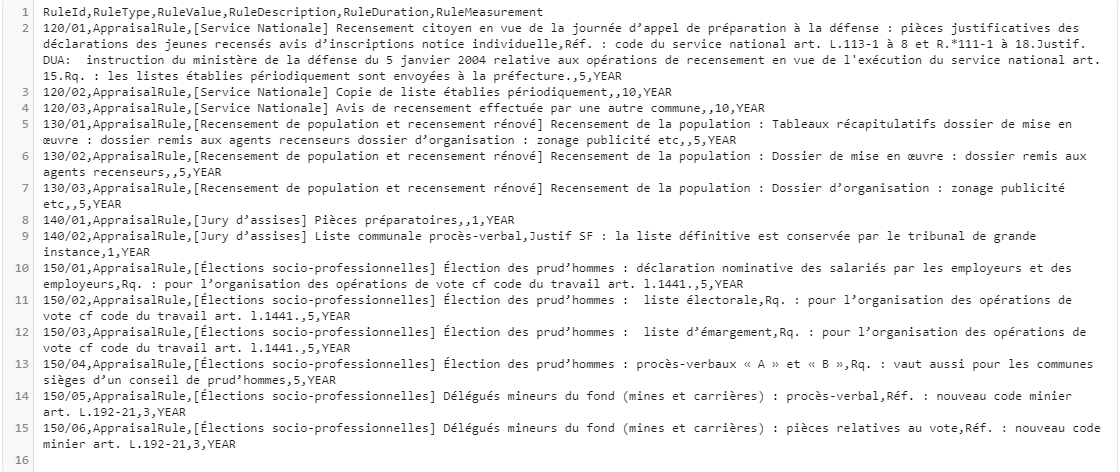 1 RuleId,RuleType,RuleValue,RuleDescription,RuleDuration,RuleMeasurement
2 120/01,AppraisalRule,[Service Nationale] Recensement citoyen en vue de la journée d’appel de préparation à la défense : pièces justificatives des
déclarations des jeunes recensés avis d’inscriptions notice individuelle,Réf. : code du service national art. L.113-1 à 8 et R.*111-1 à 18.Justif.
DUA:  instruction du ministère de la défense du 5 janvier 2004 relative aux opérations de recensement en vue de l'exécution du service national art.
15.Rq. : les listes établies périodiquement sont envoyées à la préfecture.,5,YEAR
3 120/02,AppraisalRule,[Service Nationale] Copie de liste établies périodiquement,,10,YEAR
4 120/03,AppraisalRule,[Service Nationale] Avis de recensement effectuée par une autre commune,,10,YEAR
5 130/01,AppraisalRule,[Recensement de population et recensement rénové] Recensement de la population : Tableaux récapitulatifs dossier de mise en
œuvre : dossier remis aux agents recenseurs dossier d’organisation : zonage publicité etc,,5,YEAR
6 130/02,AppraisalRule,[Recensement de population et recensement rénové] Recensement de la population : Dossier de mise en œuvre : dossier remis aux
agents recenseurs,,5,YEAR
7 130/03,AppraisalRule,[Recensement de population et recensement rénové] Recensement de la population : Dossier d’organisation : zonage publicité
etc,,5,YEAR
8 140/01,AppraisalRule,[Jury d’assises] Pièces préparatoires,,1,YEAR
9 140/02,AppraisalRule,[Jury d’assises] Liste communale procès-verbal,Justif SF : la liste définitive est conservée par le tribunal de grande
instance,1,YEAR
10 150/01,AppraisalRule,[Élections socio-professionnelles] Élection des prud’hommes : déclaration nominative des salariés par les employeurs et des
employeurs,Rq. : pour l’organisation des opérations de vote cf code du travail art. l.1441.,5,YEAR
11 150/02,AppraisalRule,[Élections socio-professionnelles] Élection des prud’hommes :  liste électorale,Rq. : pour l’organisation des opérations de
vote cf code du travail art. l.1441.,5,YEAR
12 150/03,AppraisalRule,[Élections socio-professionnelles] Élection des prud’hommes :  liste d’émargement,Rq. : pour l’organisation des opérations de
vote cf code du travail art. l.1441.,5,YEAR
13 150/04,AppraisalRule,[Élections socio-professionnelles] Élection des prud’hommes : procès-verbaux « A » et « B »,Rq. : vaut aussi pour les communes
sièges d’un conseil de prud’hommes,5,YEAR
14 150/05,AppraisalRule,[Élections socio-professionnelles] Délégués mineurs du fond (mines et carrières) : procès-verbal,Réf. : nouveau code minier
art. L.192-21,3,YEAR
15 150/06,AppraisalRule,[Élections socio-professionnelles] Délégués mineurs du fond (mines et carrières) : pièces relatives au vote,Réf. : nouveau code
minier art. L.192-21,3,YEAR
16